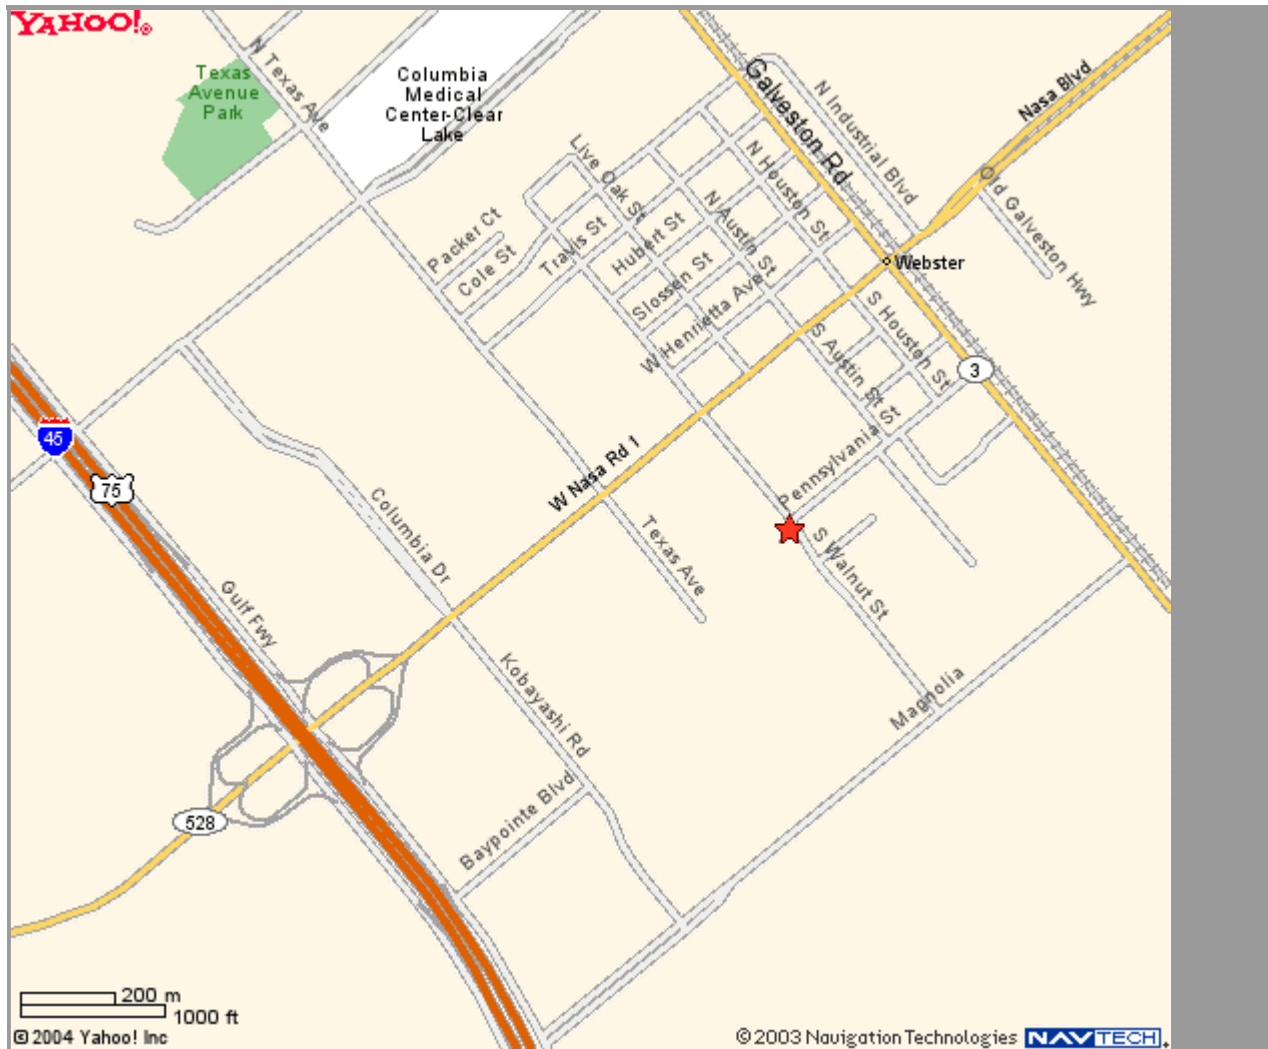 YAHOO!®
N Texas Ave
Texas
Avenue
Park
Columbia
Medical
Center-Clear
Lake
Galveston Rd
N Industrial Blvd
Nasa Blvd
Old Galveston Hwy
Live Oak St
N Houston St
N Austin St
Packer Ct
Cole St
Travis St
Hubert St
Slossen St
W Henrietta Ave
Webster
S Houston St
S Austin St
St
3
45
75
W Nasa Rd 1
Pennsylvania
Columbia Dr
Texas Ave
S Walnut St
Gulf Fwy
Kobayashi Rd
Magnolia
Baypointe Blvd
528
200 m
1000 ft
© 2004 Yahoo! Inc
© 2003 Navigation Technologies NAVTECH